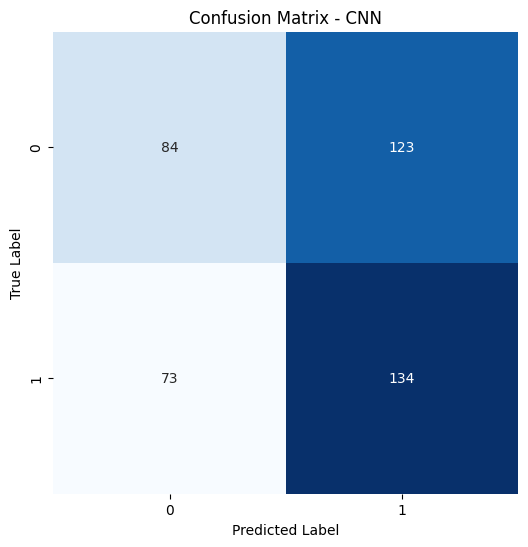 Confusion Matrix - CNN
True Label
0
84
123
1
73
134
0
1
Predicted Label